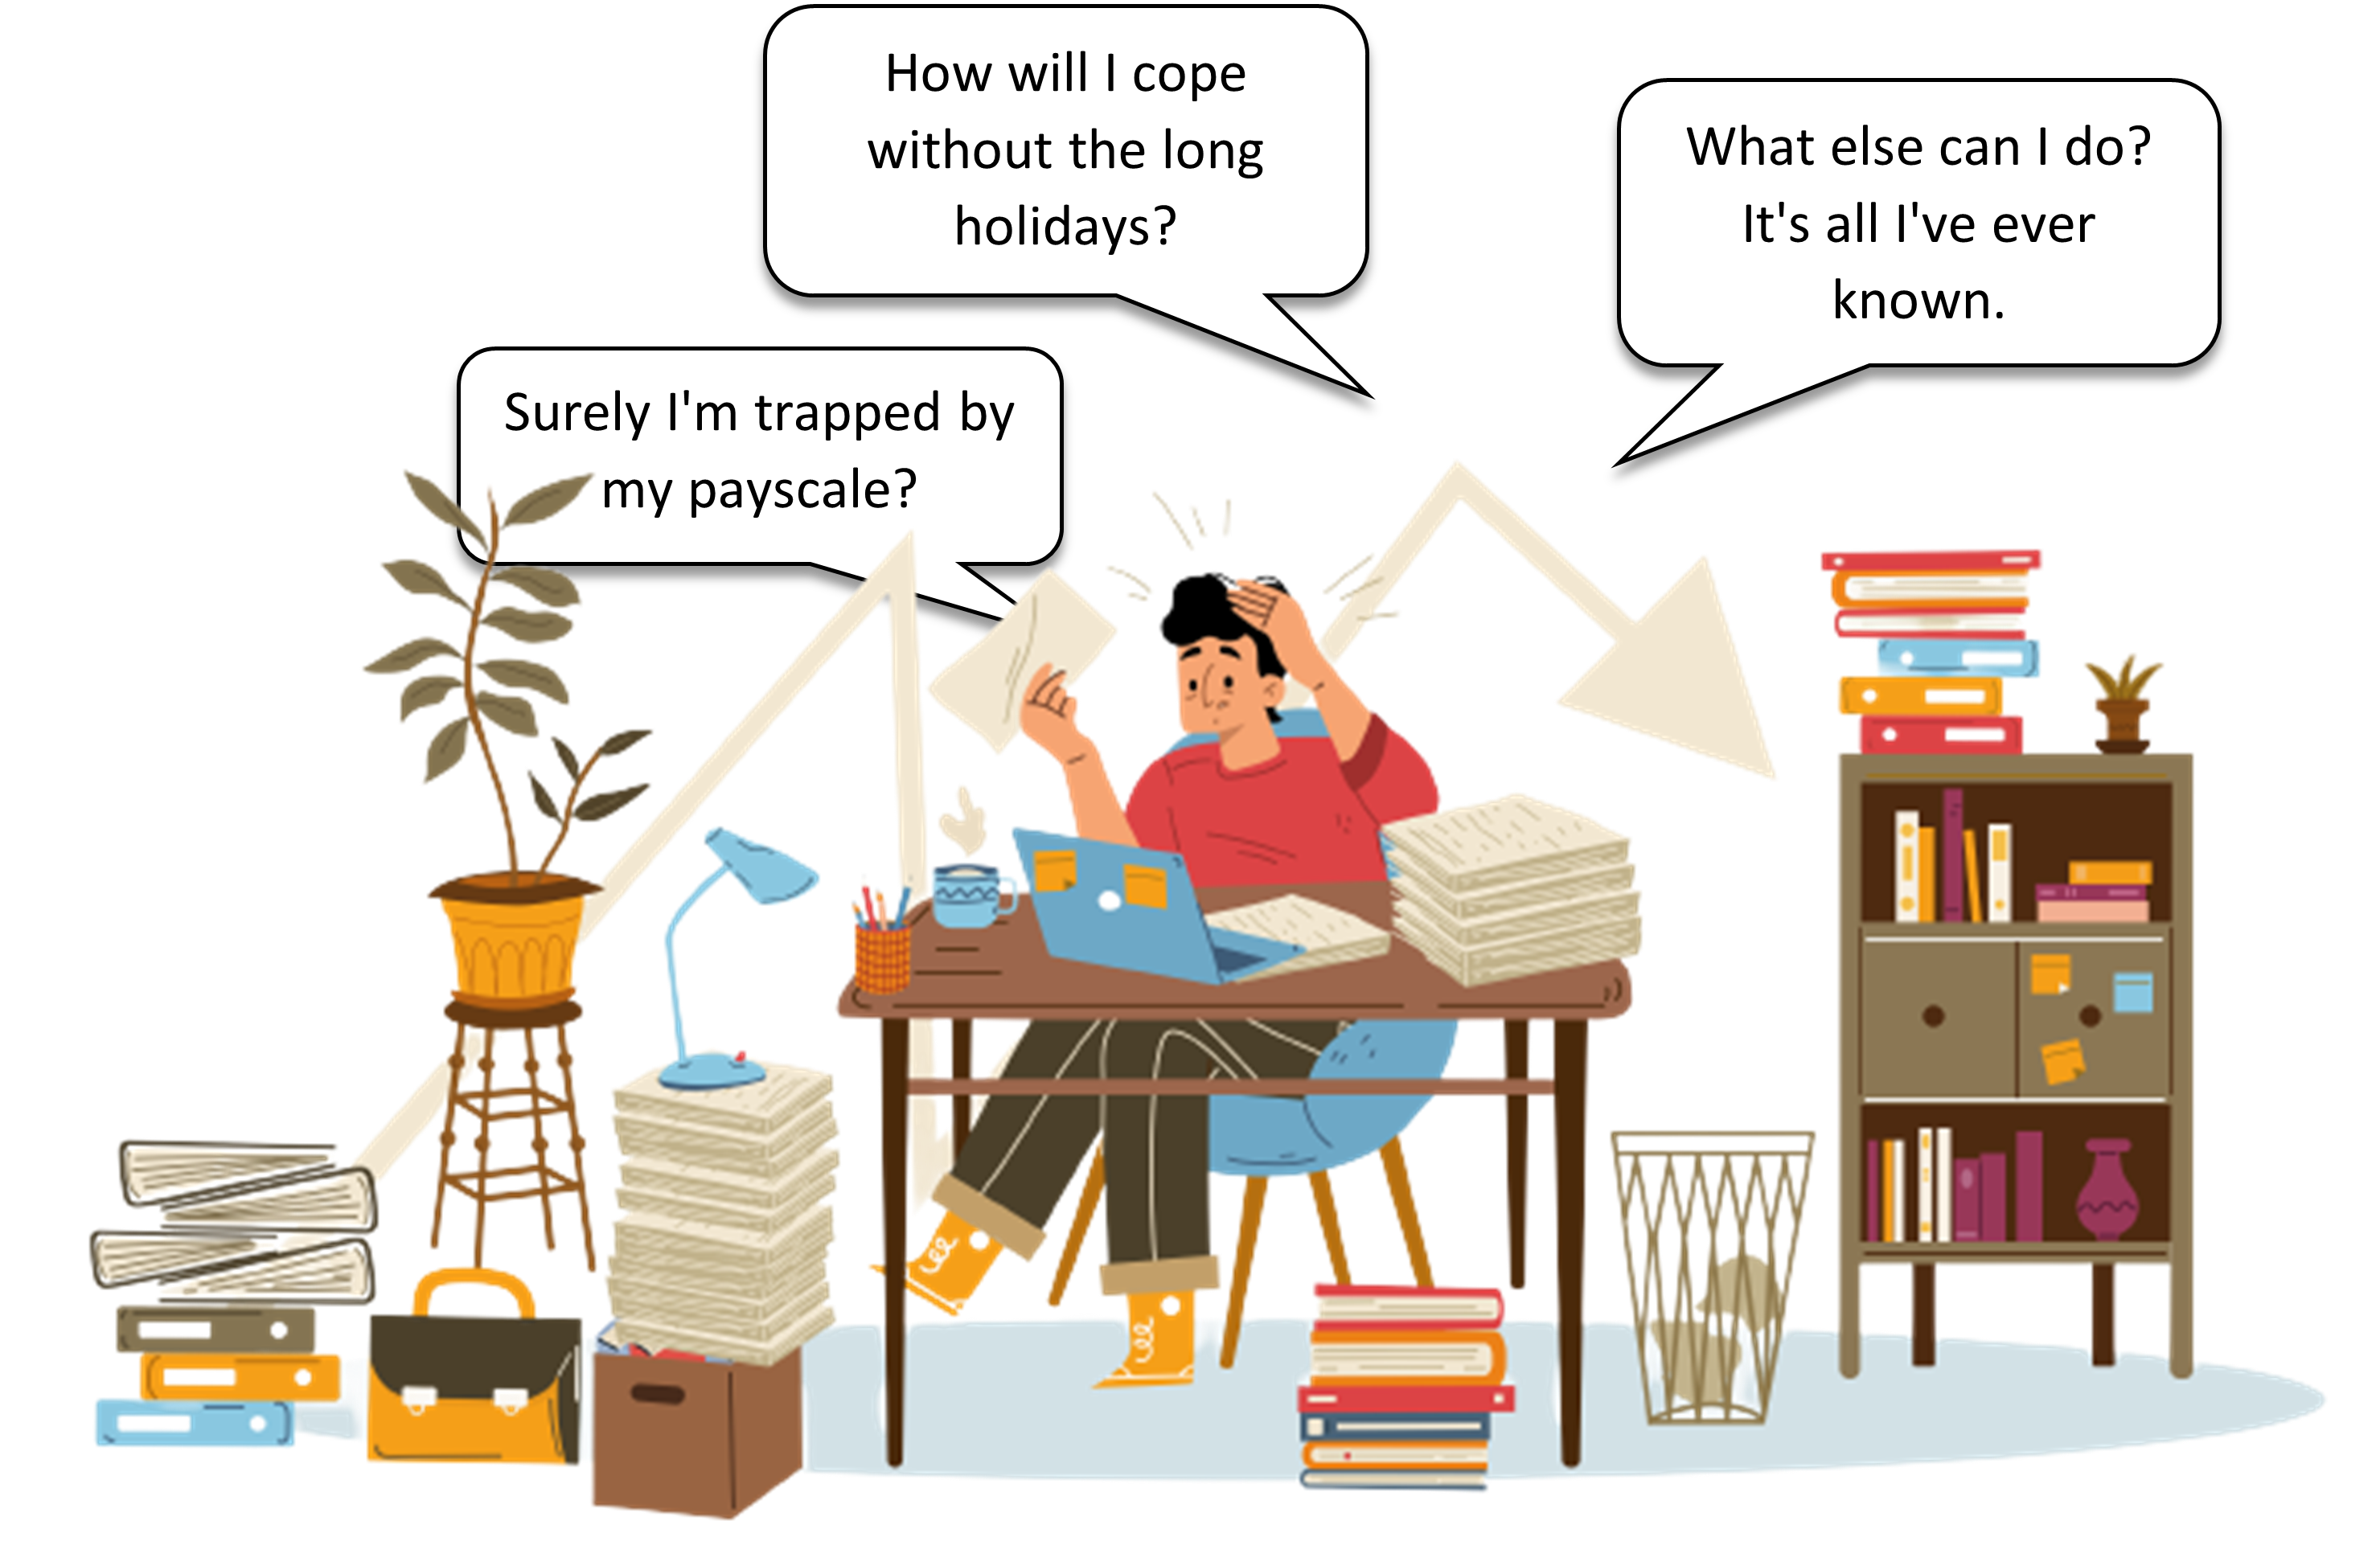 How will I cope
without the long
holidays?
What else can I do?
It's all I've ever
known.
Surely I'm trapped by
my payscale?